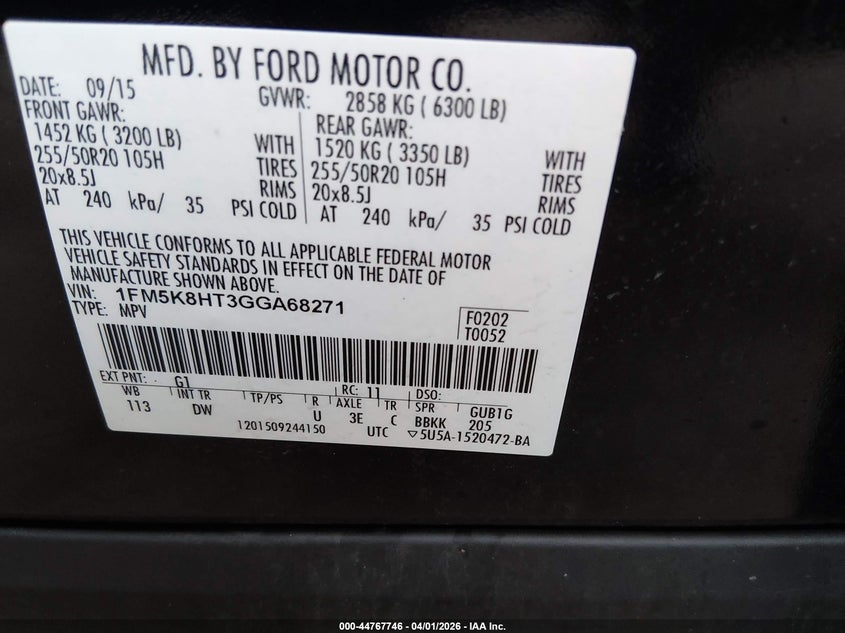 MFD. BY FORD MOTOR CO.
DATE: 09/15 GVWR: 2858 KG ( 6300 LB)
FRONT GAWR: REAR GAWR:
1452 KG ( 3200 LB) WITH 1520 KG ( 3350 LB) WITH
255/50R20 105H TIRES 255/50R20 105H TIRES
20x8.5J RIMS 20x8.5J RIMS
AT 240 kPa/ 35 PSI COLD AT 240 kPa/ 35 PSI COLD
THIS VEHICLE CONFORMS TO ALL APPLICABLE FEDERAL MOTOR
VEHICLE SAFETY STANDARDS IN EFFECT ON THE DATE OF
MANUFACTURE SHOWN ABOVE.
VIN: 1FM5K8HT3GGA68271
TYPE: MPV
F0202
T0052
EXT PNT: G1 RC: 11 DSO:
WB INT TR TP/PS R AXLE TR SPR GUB1G
113 DW U 3E C BBKK 205
1201509244150 UTC ▽5U5A-1520472-BA
000-44767746 - 04/01/2026 - IAA Inc.